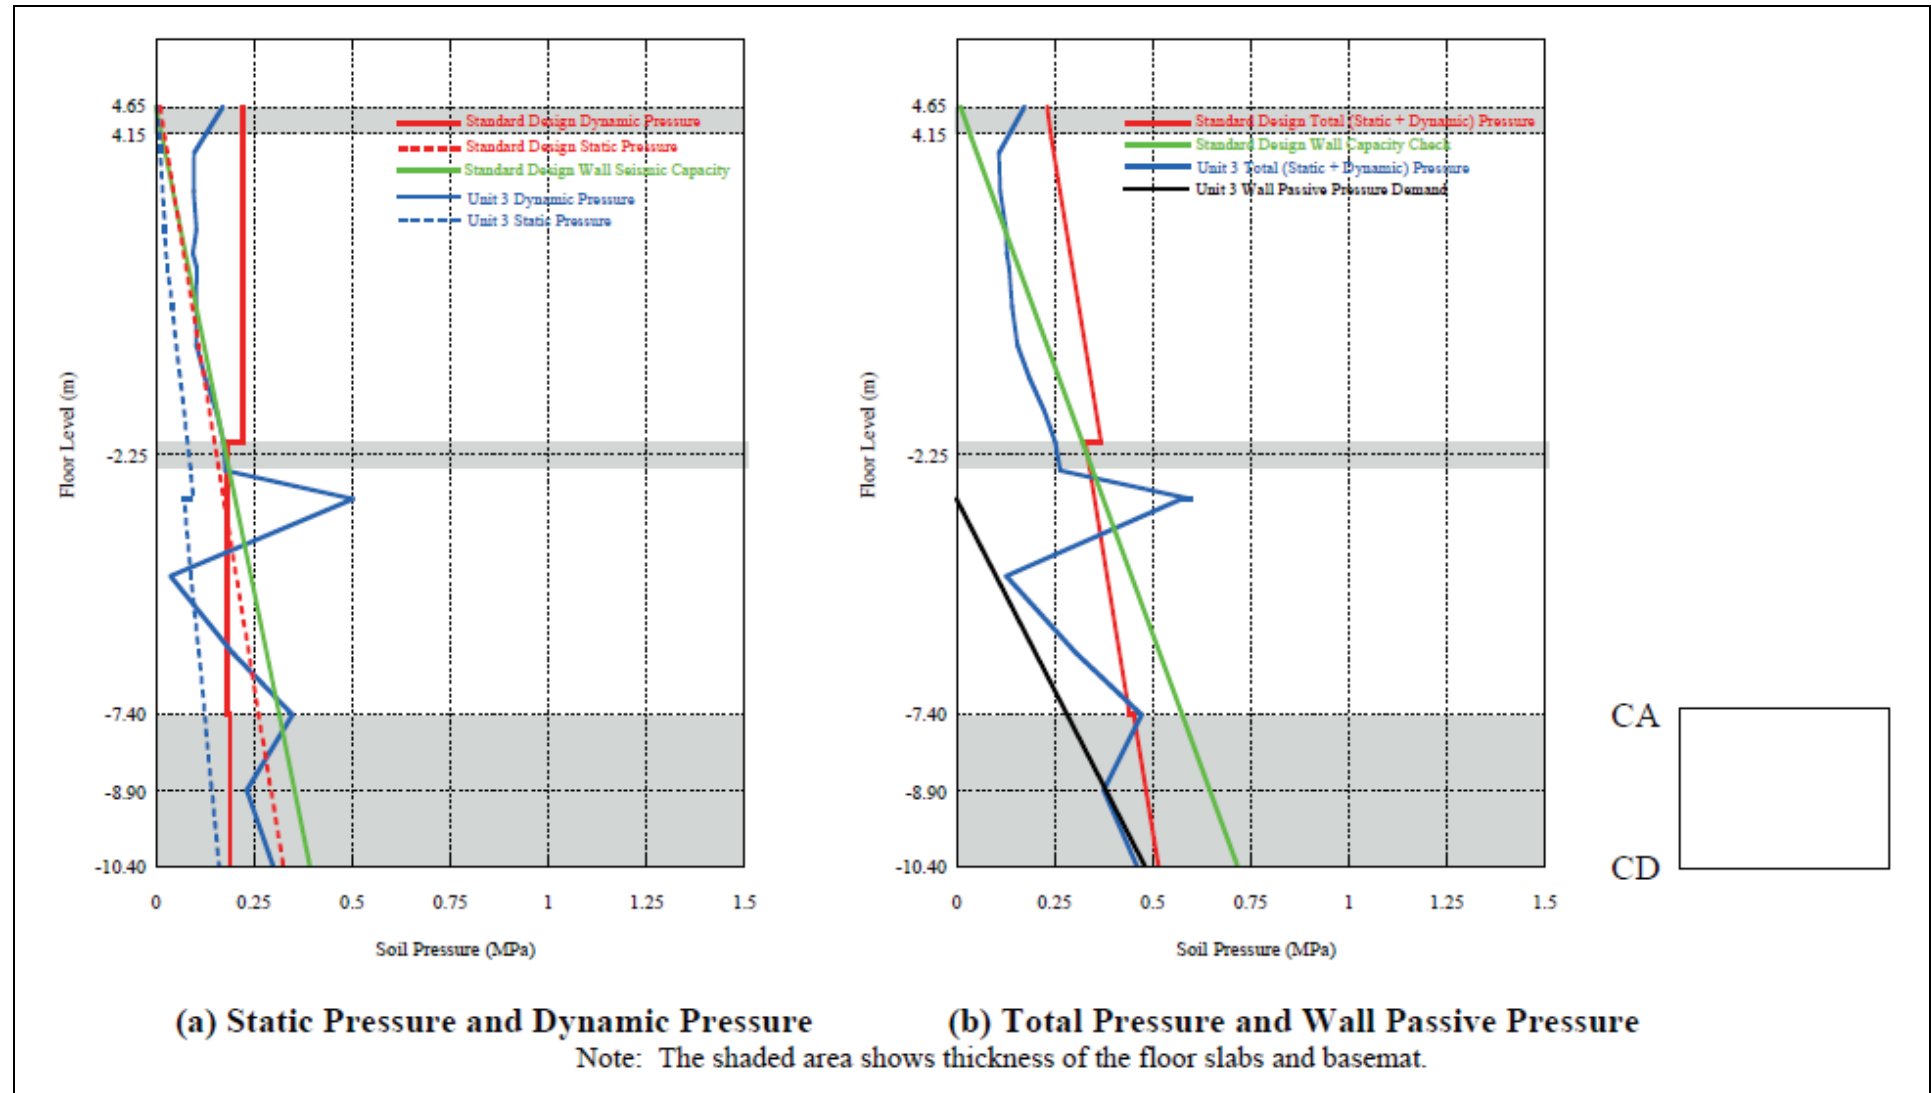 4.65
4.15
-2.25
-7.40
-8.90
-10.40
Floor Level (m)
Standard Design Dynamic Pressure
Standard Design Static Pressure
Standard Design Wall Seismic Capacity
Unit 3 Dynamic Pressure
Unit 3 Static Pressure
0 0.25 0.5 0.75 1 1.25 1.5
Soil Pressure (MPa)
(a) Static Pressure and Dynamic Pressure
4.65
4.15
-2.25
-7.40
-8.90
-10.40
Floor Level (m)
Standard Design Total (Static + Dynamic) Pressure
Standard Design Wall Capacity Check
Unit 3 Total (Static + Dynamic) Pressure
Unit 3 Wall Passive Pressure Demand
0 0.25 0.5 0.75 1 1.25 1.5
Soil Pressure (MPa)
(b) Total Pressure and Wall Passive Pressure
CA
CD
Note: The shaded area shows thickness of the floor slabs and basemat.